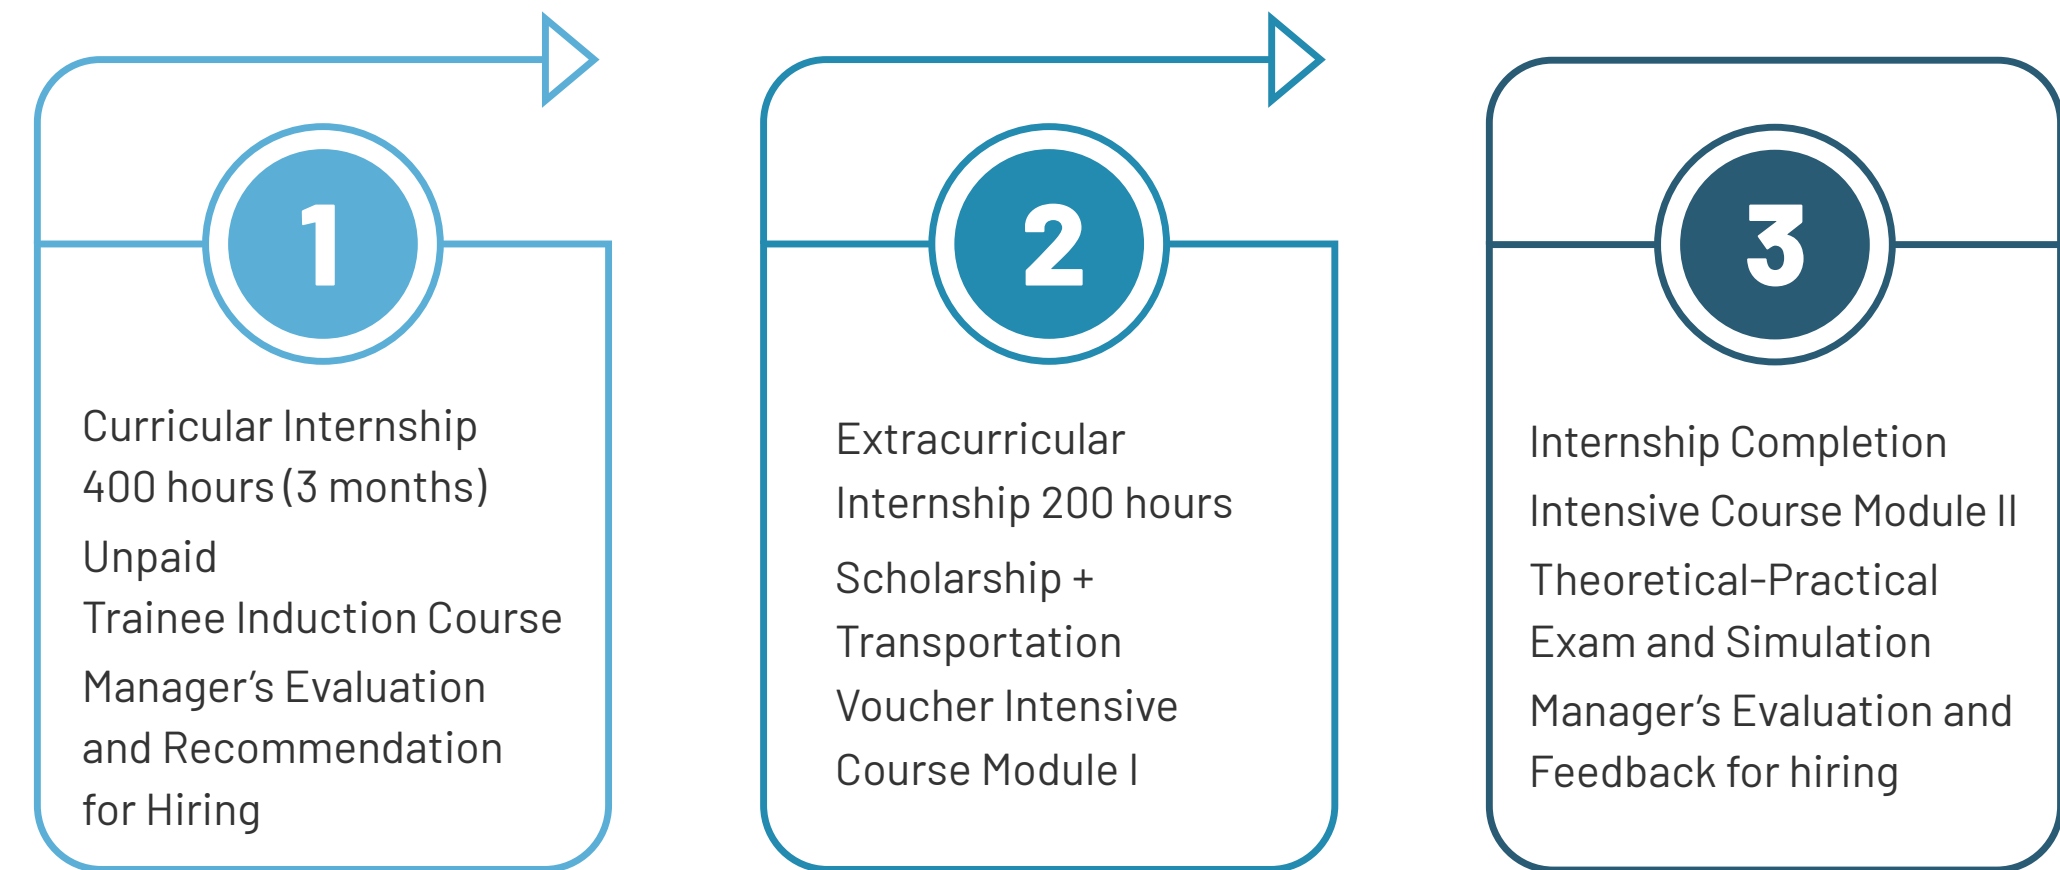 1
Curricular Internship
400 hours (3 months)
Unpaid
Trainee Induction Course
Manager’s Evaluation
and Recommendation
for Hiring
2
Extracurricular
Internship 200 hours
Scholarship +
Transportation
Voucher Intensive
Course Module I
3
Internship Completion
Intensive Course Module II
Theoretical-Practical
Exam and Simulation
Manager’s Evaluation and
Feedback for hiring